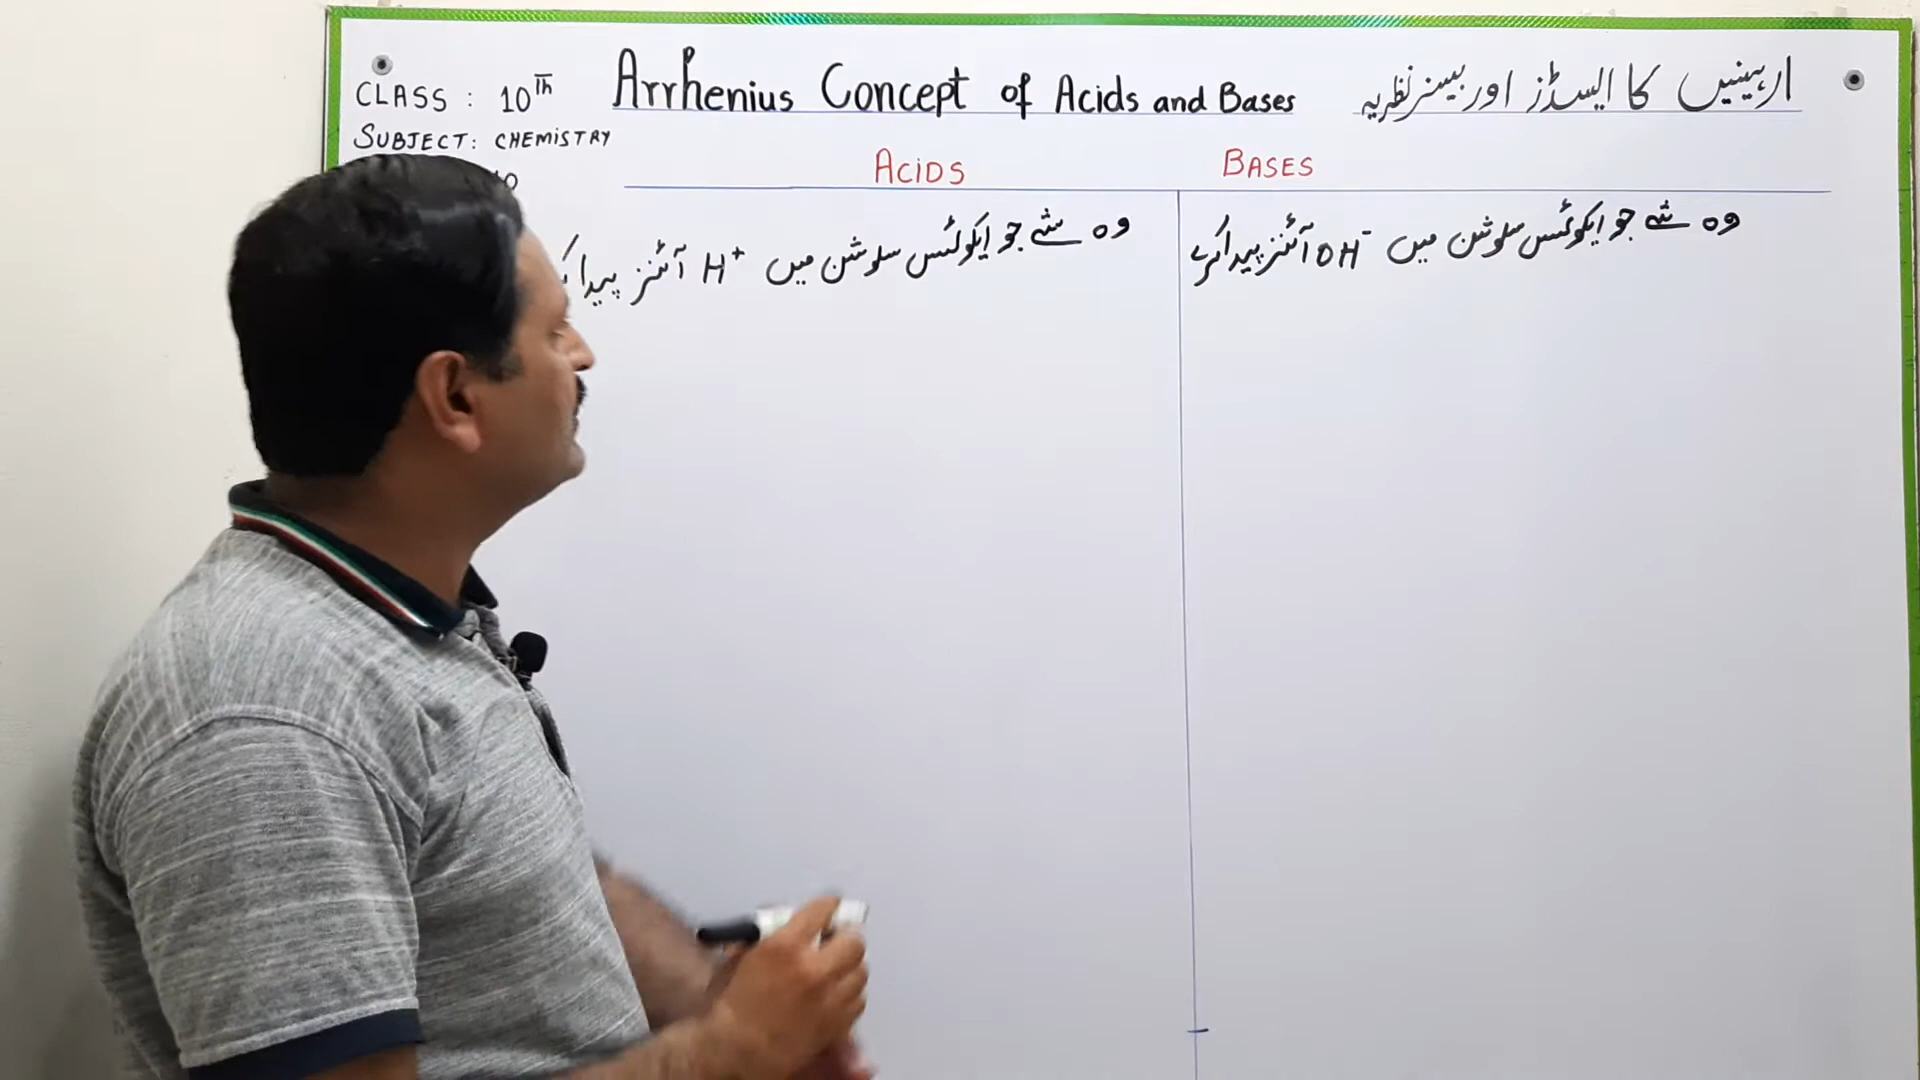 CLASS : 10th
Arrhenius Concept of Acids and Bases
ارہینیس کا ایسڈز اور بیسز نظریہ
SUBJECT: CHEMISTRY
ACIDS
BASES
وہ شے جو ایکوئس سلوشن میں H⁺ آئنز پیدا
وہ شے جو ایکوئس سلوشن میں OH⁻ آئنز پیدا کرے